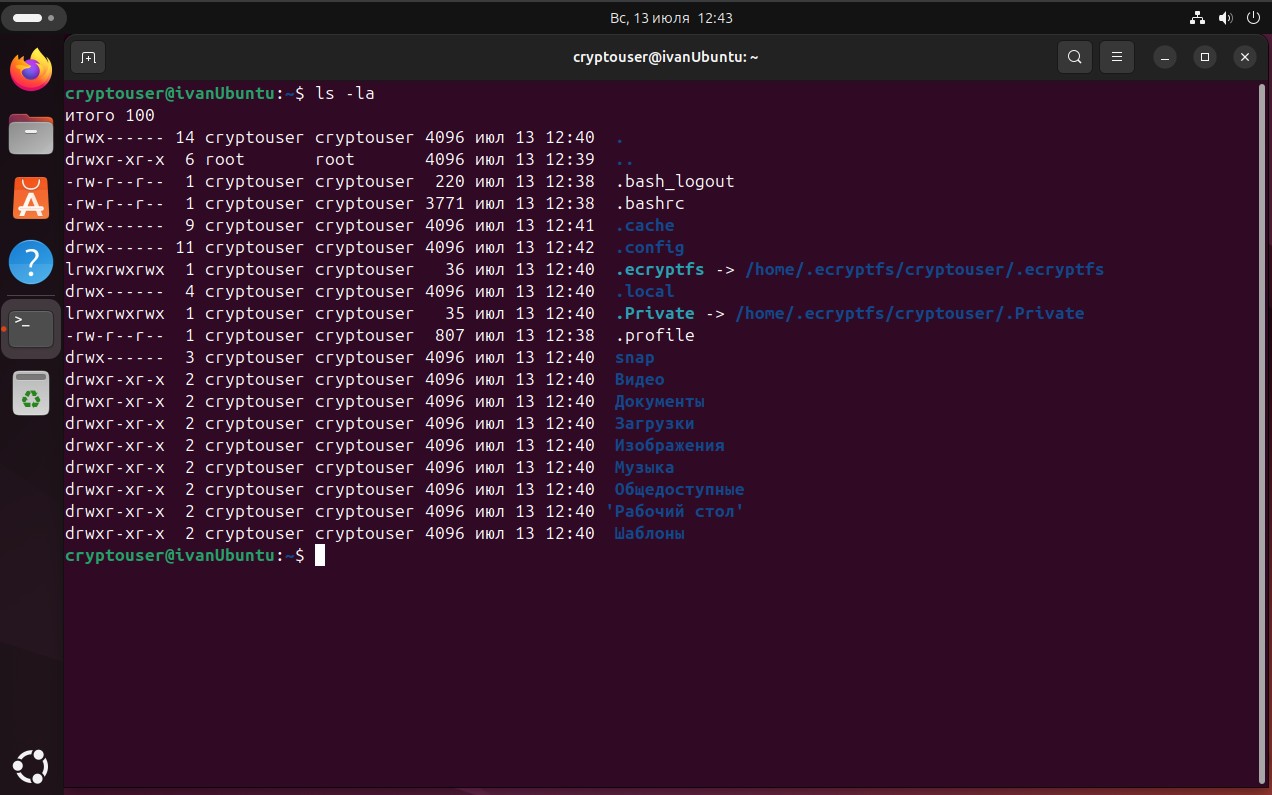 Вс, 13 июля 12:43
cryptouser@ivanUbuntu: ~
cryptouser@ivanUbuntu:~$ ls -la
итого 100
drwx------ 14 cryptouser cryptouser 4096 июл 13 12:40 .
drwxr-xr-x  6 root       root       4096 июл 13 12:39 ..
-rw-r--r--  1 cryptouser cryptouser  220 июл 13 12:38 .bash_logout
-rw-r--r--  1 cryptouser cryptouser 3771 июл 13 12:38 .bashrc
drwx------  9 cryptouser cryptouser 4096 июл 13 12:41 .cache
drwx------ 11 cryptouser cryptouser 4096 июл 13 12:42 .config
lrwxrwxrwx  1 cryptouser cryptouser   36 июл 13 12:40 .ecryptfs -> /home/.ecryptfs/cryptouser/.ecryptfs
drwx------  4 cryptouser cryptouser 4096 июл 13 12:40 .local
lrwxrwxrwx  1 cryptouser cryptouser   35 июл 13 12:40 .Private -> /home/.ecryptfs/cryptouser/.Private
-rw-r--r--  1 cryptouser cryptouser  807 июл 13 12:38 .profile
drwx------  3 cryptouser cryptouser 4096 июл 13 12:40 snap
drwxr-xr-x  2 cryptouser cryptouser 4096 июл 13 12:40 Видео
drwxr-xr-x  2 cryptouser cryptouser 4096 июл 13 12:40 Документы
drwxr-xr-x  2 cryptouser cryptouser 4096 июл 13 12:40 Загрузки
drwxr-xr-x  2 cryptouser cryptouser 4096 июл 13 12:40 Изображения
drwxr-xr-x  2 cryptouser cryptouser 4096 июл 13 12:40 Музыка
drwxr-xr-x  2 cryptouser cryptouser 4096 июл 13 12:40 Общедоступные
drwxr-xr-x  2 cryptouser cryptouser 4096 июл 13 12:40 'Рабочий стол'
drwxr-xr-x  2 cryptouser cryptouser 4096 июл 13 12:40 Шаблоны
cryptouser@ivanUbuntu:~$